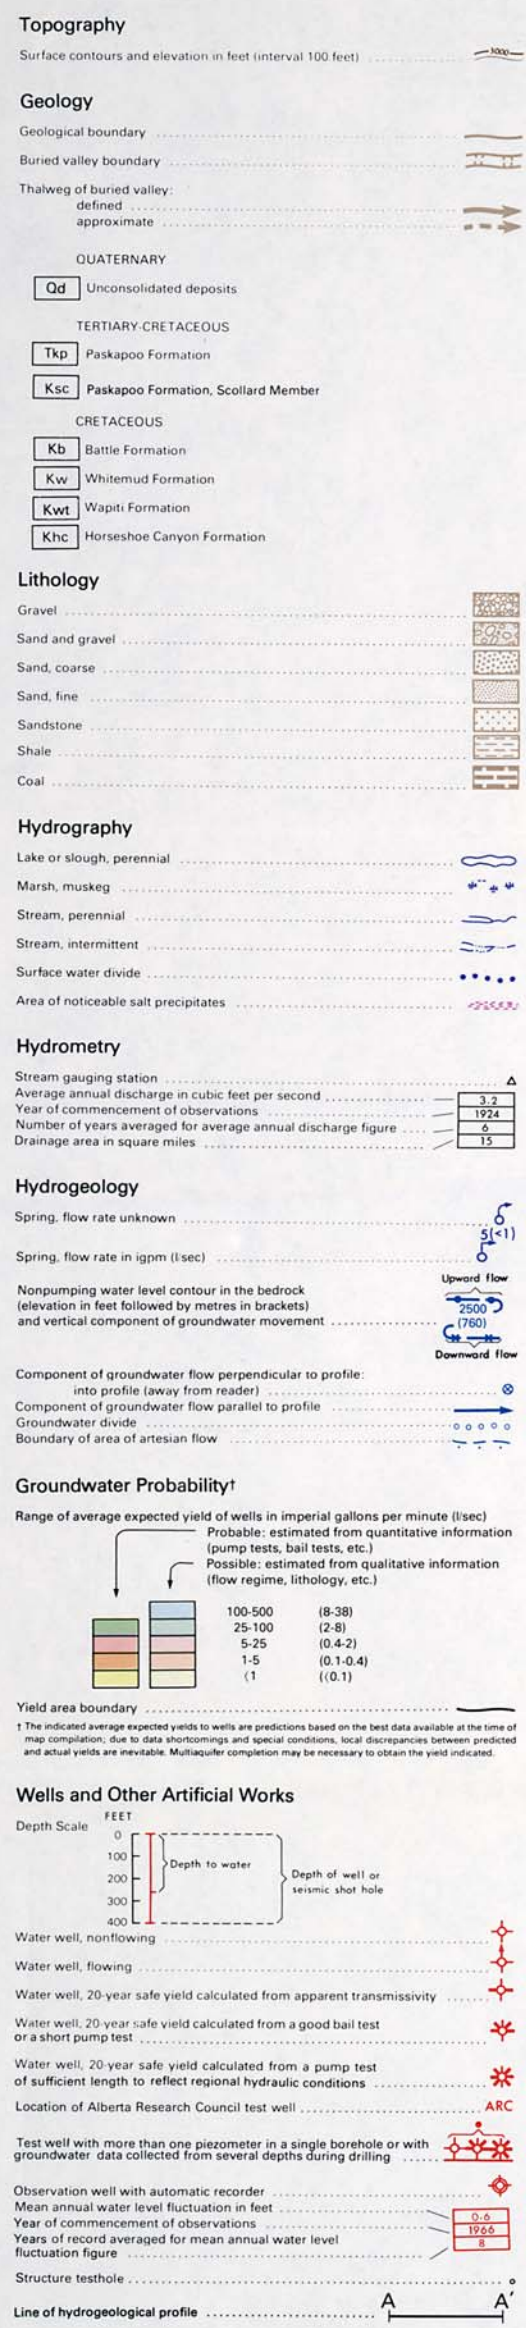 Topography
Surface contours and elevation in feet (interval 100 feet) 3000
Geology
Geological boundary
Buried valley boundary
Thalweg of buried valley:
defined
approximate
QUATERNARY
Qd Unconsolidated deposits
TERTIARY-CRETACEOUS
Tkp Paskapoo Formation
Ksc Paskapoo Formation, Scollard Member
CRETACEOUS
Kb Battle Formation
Kw Whitemud Formation
Kwt Wapiti Formation
Khc Horseshoe Canyon Formation
Lithology
Gravel
Sand and gravel
Sand, coarse
Sand, fine
Sandstone
Shale
Coal
Hydrography
Lake or slough, perennial
Marsh, muskeg
Stream, perennial
Stream, intermittent
Surface water divide
Area of noticeable salt precipitates
Hydrometry
Stream gauging station
Average annual discharge in cubic feet per second 3.2
Year of commencement of observations 1924
Number of years averaged for average annual discharge figure 6
Drainage area in square miles 15
Hydrogeology
Spring, flow rate unknown
5(<1)
Spring, flow rate in igpm (l/sec)
Upward flow
Nonpumping water level contour in the bedrock
(elevation in feet followed by metres in brackets) 2500
and vertical component of groundwater movement (760)
Downward flow
Component of groundwater flow perpendicular to profile:
into profile (away from reader)
Component of groundwater flow parallel to profile
Groundwater divide
Boundary of area of artesian flow
Groundwater Probability†
Range of average expected yield of wells in imperial gallons per minute (l/sec)
Probable: estimated from quantitative information
(pump tests, bail tests, etc.)
Possible: estimated from qualitative information
(flow regime, lithology, etc.)
100-500 (8-38)
25-100 (2-8)
5-25 (0.4-2)
1-5 (0.1-0.4)
⟨1 (⟨0.1)
Yield area boundary
† The indicated average expected yields to wells are predictions based on the best data available at the time of
map compilation; due to data shortcomings and special conditions, local discrepancies between predicted
and actual yields are inevitable. Multiaquifer completion may be necessary to obtain the yield indicated.
Wells and Other Artificial Works
Depth Scale FEET
0
100
200
300
400
Depth to water
Depth of well or
seismic shot hole
Water well, nonflowing
Water well, flowing
Water well, 20-year safe yield calculated from apparent transmissivity
Water well, 20-year safe yield calculated from a good bail test
or a short pump test
Water well, 20-year safe yield calculated from a pump test
of sufficient length to reflect regional hydraulic conditions
Location of Alberta Research Council test well ARC
Test well with more than one piezometer in a single borehole or with
groundwater data collected from several depths during drilling
Observation well with automatic recorder
Mean annual water level fluctuation in feet 0.6
Year of commencement of observations 1966
Years of record averaged for mean annual water level
fluctuation figure 8
Structure testhole
Line of hydrogeological profile A A′